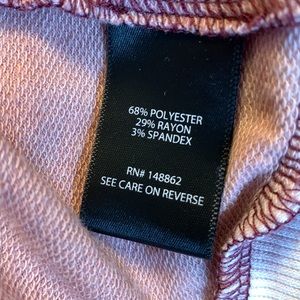 68% POLYESTER
29% RAYON
3% SPANDEX
RN# 148862
SEE CARE ON REVERSE